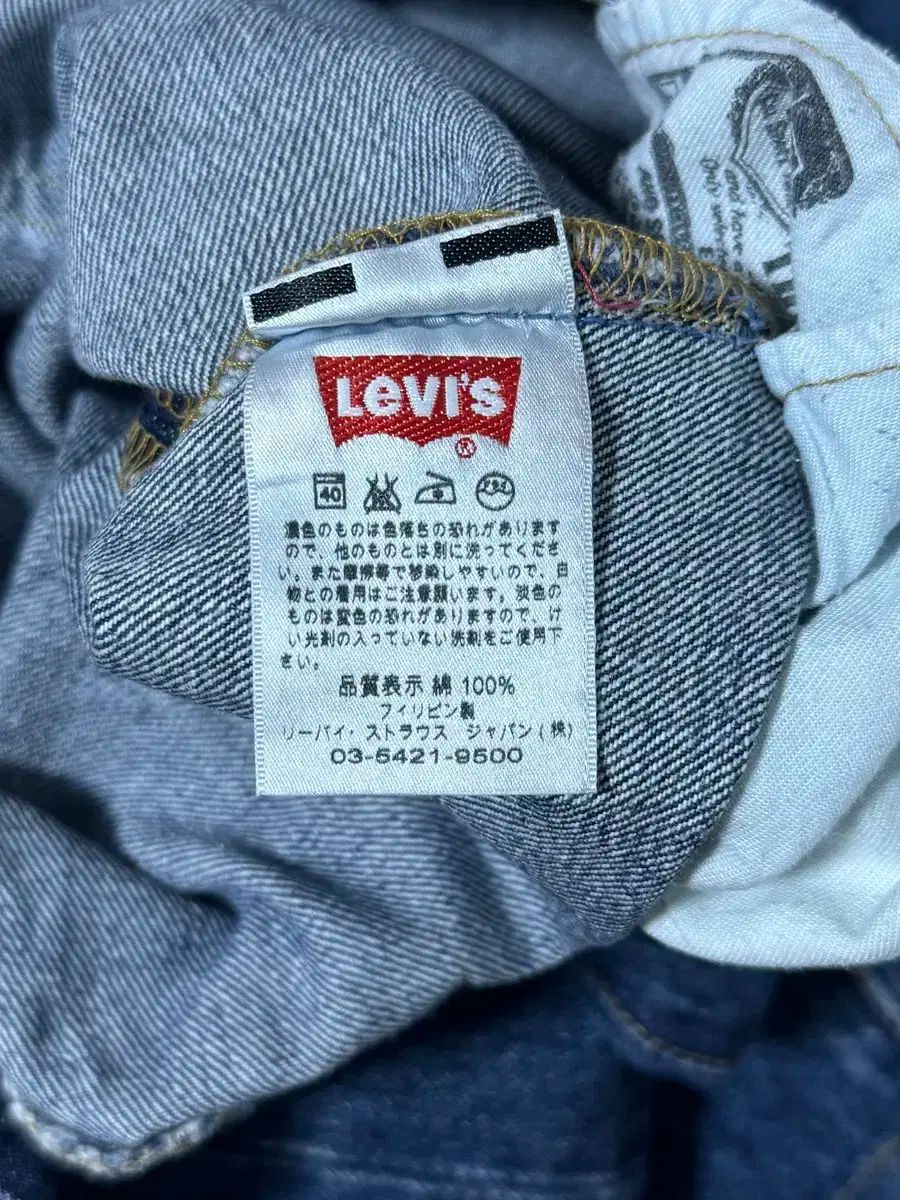 Levi's
®
40
濃色のものは色落ちの恐れがあります
ので、他のものとは別に洗ってくださ
い。また摩擦等で移染しやすいので、白
物との着用はご注意願います。淡色の
ものは変色の恐れがありますので、け
い光剤の入っていない洗剤をご使用下
さい。
品質表示 綿 100%
フィリピン製
リーバイ・ストラウス ジャパン(株)
03-5421-9500